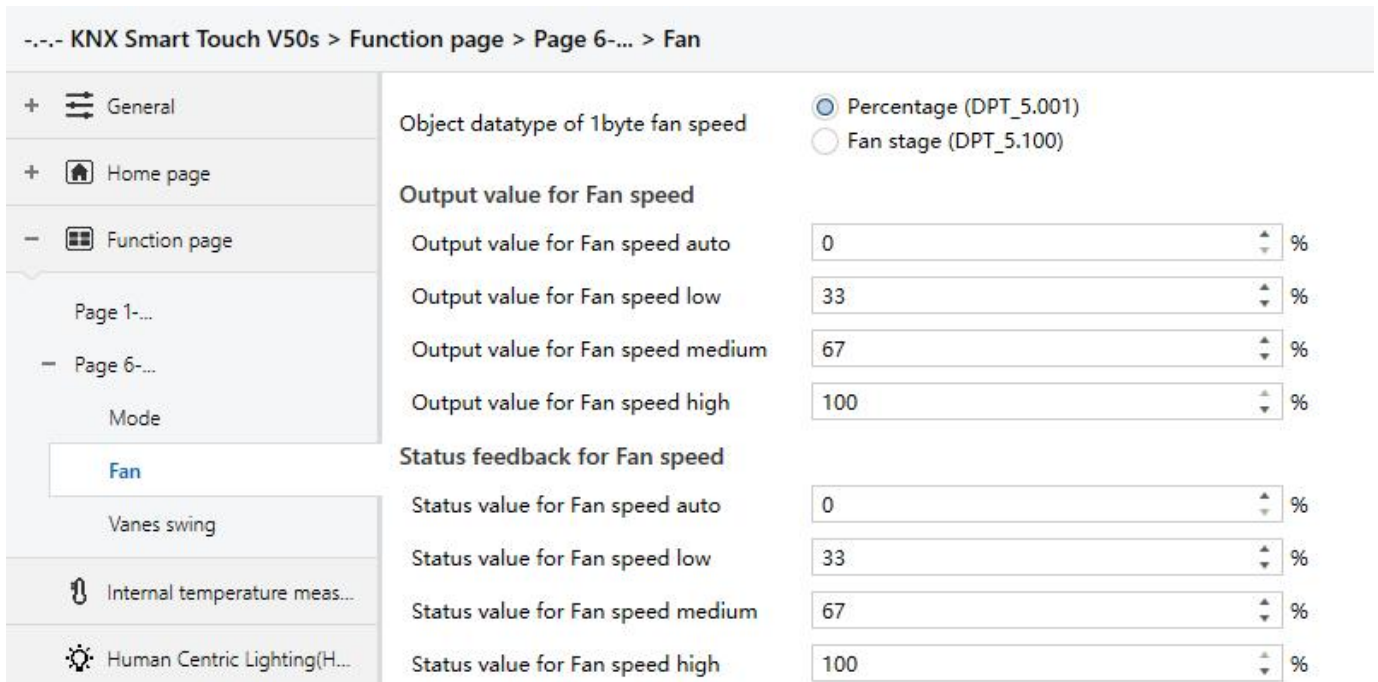 -.-.- KNX Smart Touch V50s > Function page > Page 6-... > Fan
+ General
+ Home page
− Function page
Page 1-...
− Page 6-...
Mode
Fan
Vanes swing
Internal temperature meas...
Human Centric Lighting(H...
Object datatype of 1byte fan speed
Percentage (DPT_5.001)
Fan stage (DPT_5.100)
Output value for Fan speed
Output value for Fan speed auto 0 %
Output value for Fan speed low 33 %
Output value for Fan speed medium 67 %
Output value for Fan speed high 100 %
Status feedback for Fan speed
Status value for Fan speed auto 0 %
Status value for Fan speed low 33 %
Status value for Fan speed medium 67 %
Status value for Fan speed high 100 %